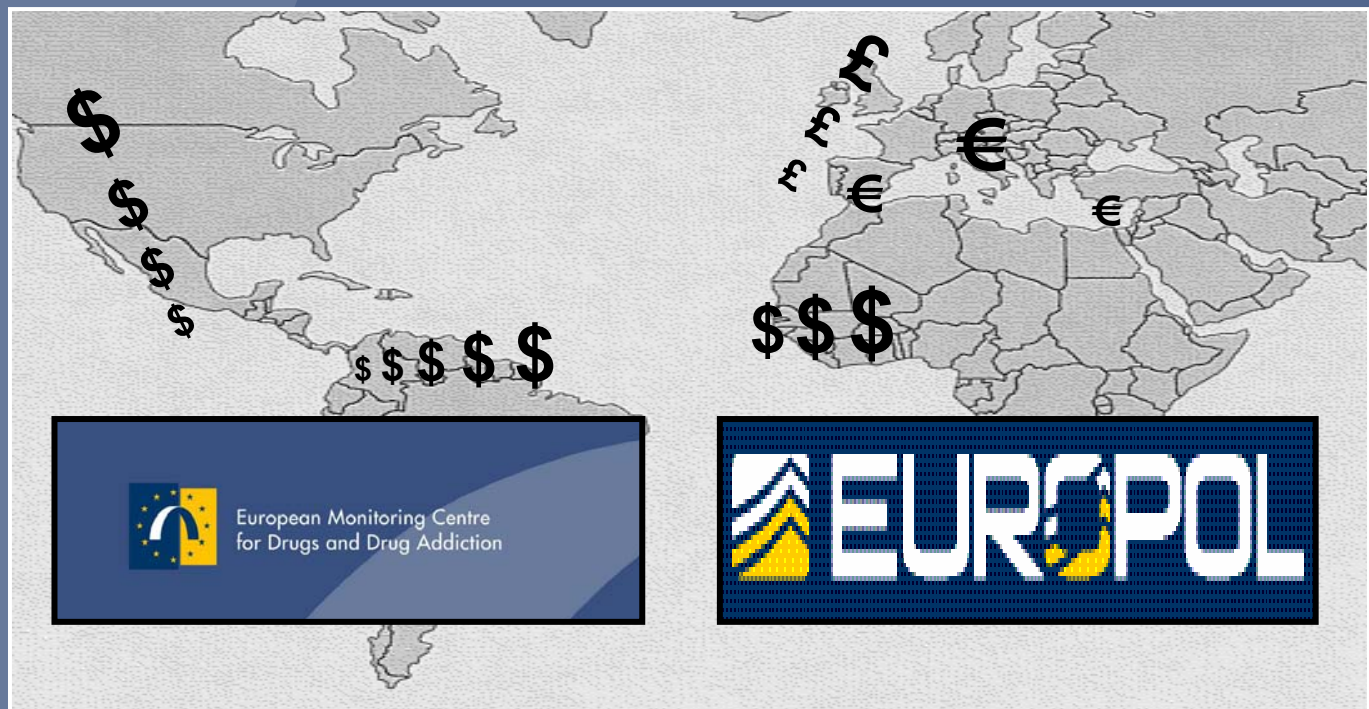 £
$
£
€
£
€
$
€
$
$
$ $ $
$ $ $ $ $
European Monitoring Centre
for Drugs and Drug Addiction
EUROPOL